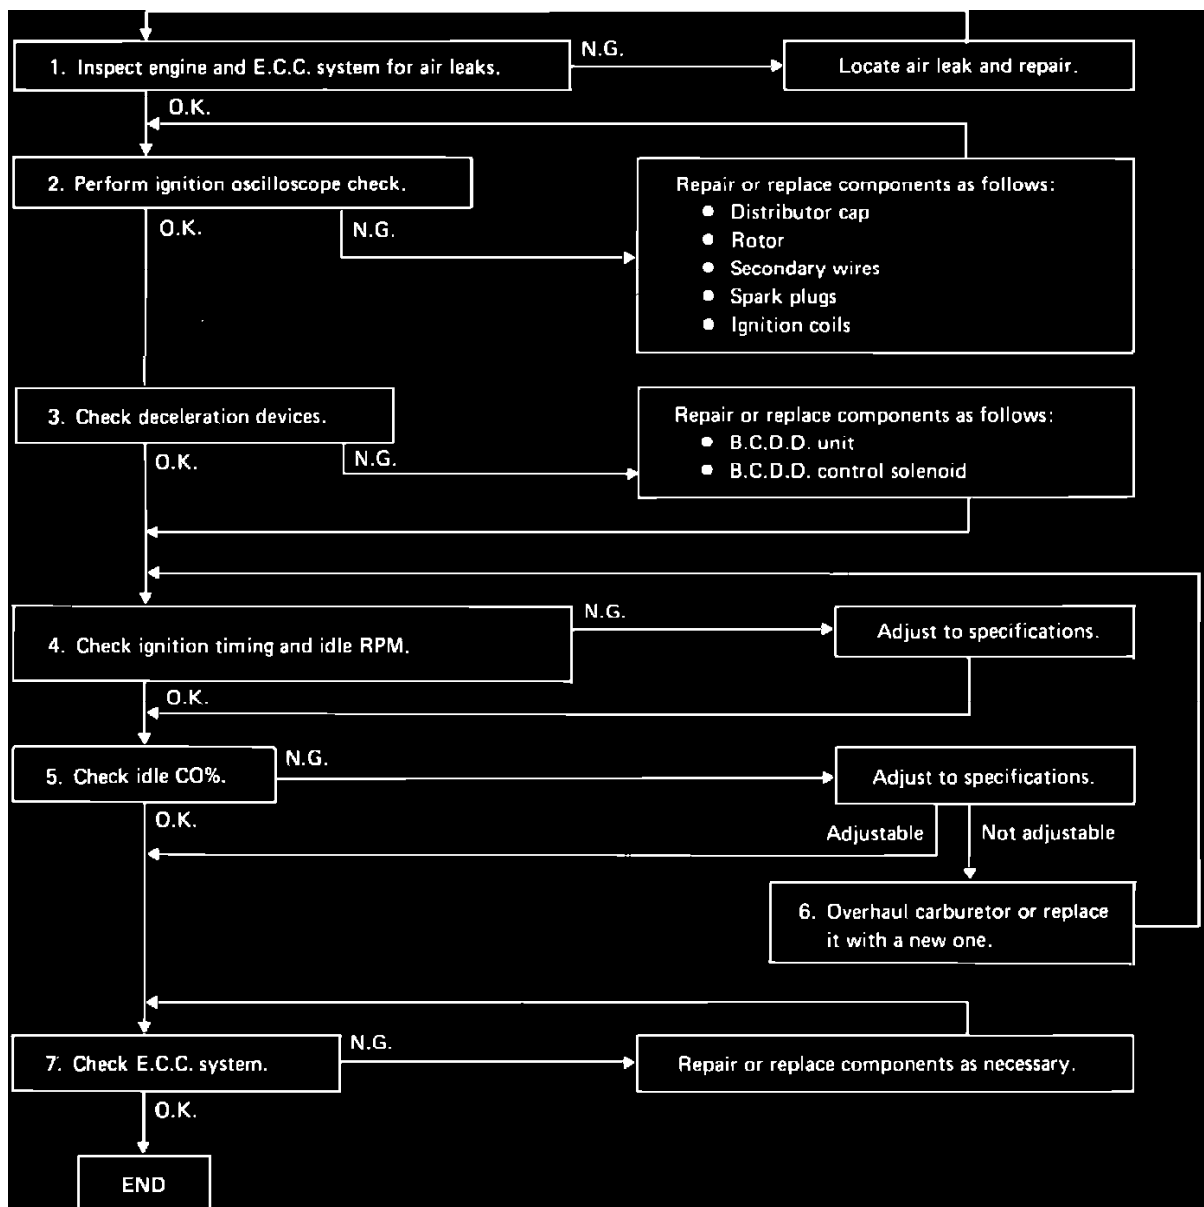 1. Inspect engine and E.C.C. system for air leaks.
N.G.
Locate air leak and repair.
O.K.
2. Perform ignition oscilloscope check.
O.K.
N.G.
Repair or replace components as follows:
● Distributor cap
● Rotor
● Secondary wires
● Spark plugs
● Ignition coils
3. Check deceleration devices.
O.K.
N.G.
Repair or replace components as follows:
● B.C.D.D. unit
● B.C.D.D. control solenoid
4. Check ignition timing and idle RPM.
N.G.
Adjust to specifications.
O.K.
5. Check idle CO%.
N.G.
Adjust to specifications.
O.K.
Adjustable
Not adjustable
6. Overhaul carburetor or replace
it with a new one.
7. Check E.C.C. system.
N.G.
Repair or replace components as necessary.
O.K.
END